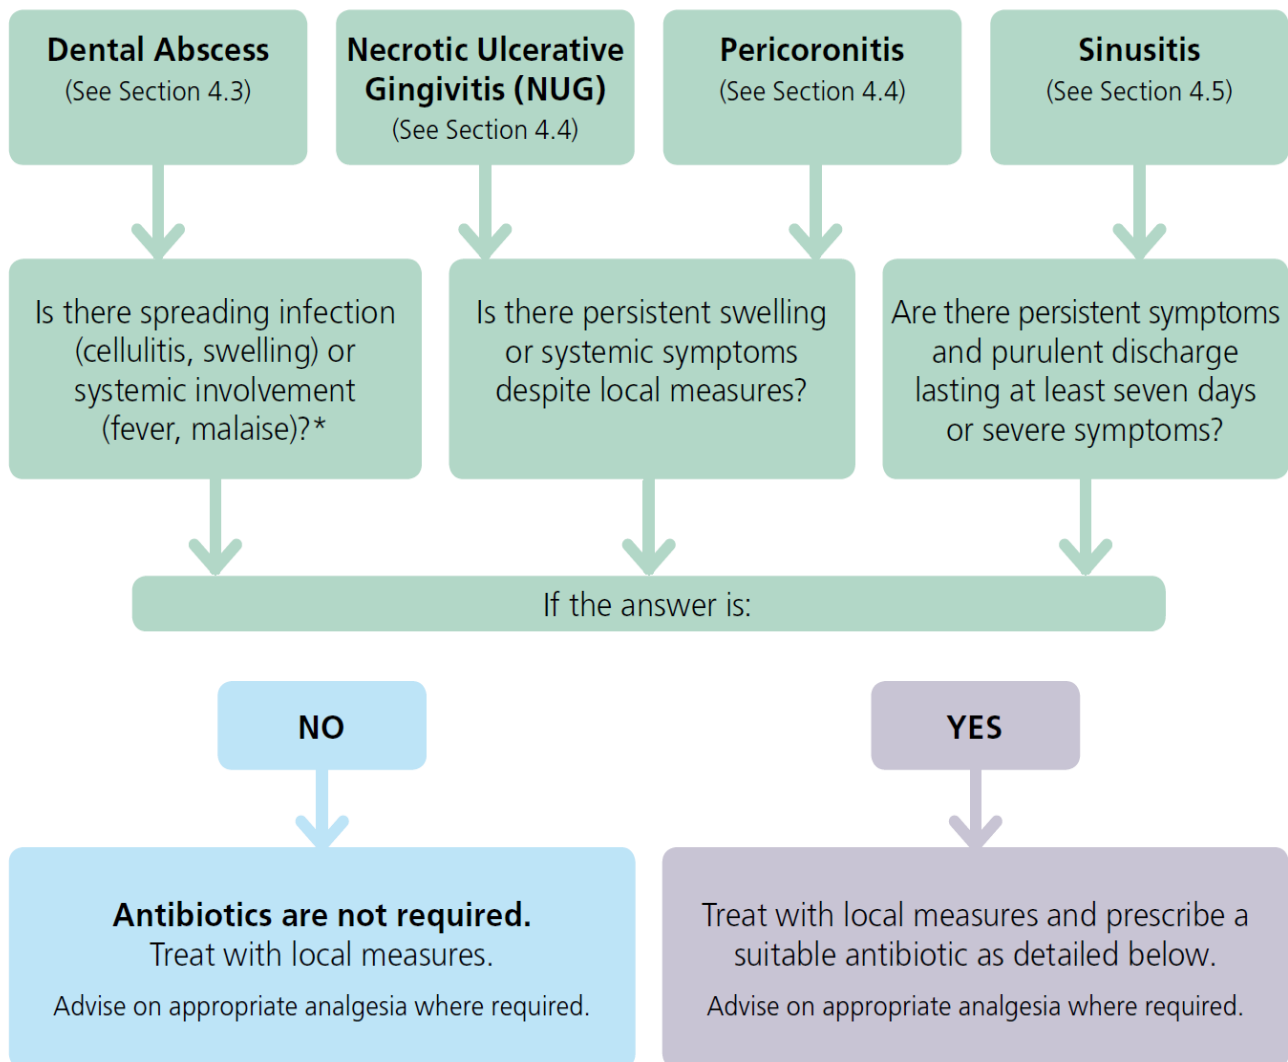 Dental Abscess
(See Section 4.3)
Necrotic Ulcerative
Gingivitis (NUG)
(See Section 4.4)
Pericoronitis
(See Section 4.4)
Sinusitis
(See Section 4.5)
Is there spreading infection
(cellulitis, swelling) or
systemic involvement
(fever, malaise)?*
Is there persistent swelling
or systemic symptoms
despite local measures?
Are there persistent symptoms
and purulent discharge
lasting at least seven days
or severe symptoms?
If the answer is:
NO
YES
Antibiotics are not required.
Treat with local measures.
Advise on appropriate analgesia where required.
Treat with local measures and prescribe a
suitable antibiotic as detailed below.
Advise on appropriate analgesia where required.